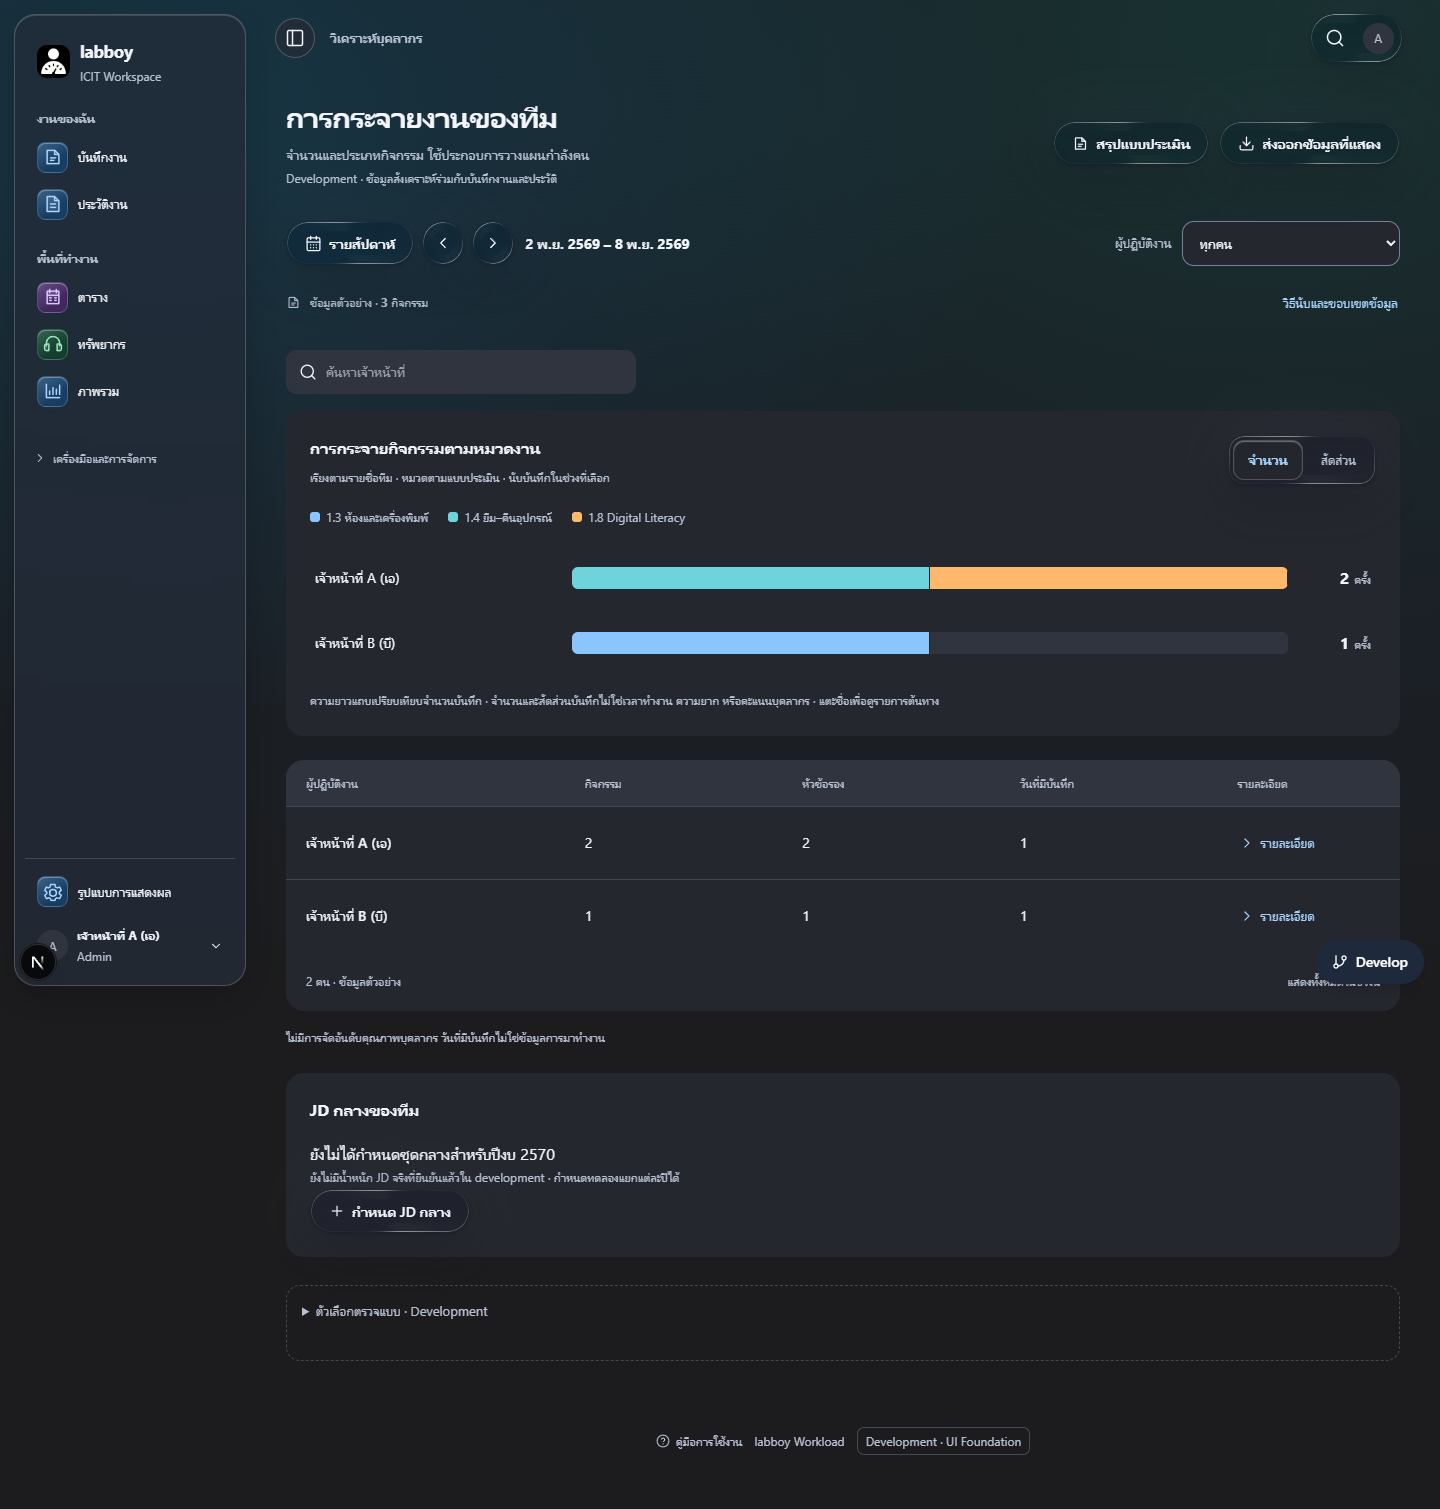 labboy
ICIT Workspace
งานของฉัน
บันทึกงาน
ประวัติงาน
พื้นที่ทำงาน
ตาราง
ทรัพยากร
ภาพรวม
เครื่องมือและการจัดการ
รูปแบบการแสดงผล
A
เจ้าหน้าที่ A (เอ)
Admin
N
วิเคราะห์บุคลากร
A
การกระจายงานของทีม
จำนวนและประเภทกิจกรรม ใช้ประกอบการวางแผนกำลังคน
Development · ข้อมูลสังเคราะห์ร่วมกับบันทึกงานและประวัติ
สรุปแบบประเมิน
ส่งออกข้อมูลที่แสดง
รายสัปดาห์
2 พ.ย. 2569 – 8 พ.ย. 2569
ผู้ปฏิบัติงาน
ทุกคน
ข้อมูลตัวอย่าง · 3 กิจกรรม
วิธีนับและขอบเขตข้อมูล
ค้นหาเจ้าหน้าที่
การกระจายกิจกรรมตามหมวดงาน
เรียงตามรายชื่อทีม · หมวดตามแบบประเมิน · นับบันทึกในช่วงที่เลือก
จำนวน
สัดส่วน
1.3 ห้องและเครื่องพิมพ์
1.4 ยืม–คืนอุปกรณ์
1.8 Digital Literacy
เจ้าหน้าที่ A (เอ)
2 ครั้ง
เจ้าหน้าที่ B (บี)
1 ครั้ง
ความยาวแถบเปรียบเทียบจำนวนบันทึก · จำนวนและสัดส่วนบันทึกไม่ใช่เวลาทำงาน ความยาก หรือคะแนนบุคลากร · แตะชื่อเพื่อดูรายการต้นทาง
ผู้ปฏิบัติงาน กิจกรรม หัวข้อรอง วันที่มีบันทึก รายละเอียด
เจ้าหน้าที่ A (เอ) 2 2 1 รายละเอียด
เจ้าหน้าที่ B (บี) 1 1 1 รายละเอียด
2 คน · ข้อมูลตัวอย่าง
Develop
ไม่มีการจัดอันดับคุณภาพบุคลากร วันที่มีบันทึกไม่ใช่ข้อมูลการมาทำงาน
JD กลางของทีม
ยังไม่ได้กำหนดชุดกลางสำหรับปีงบ 2570
ยังไม่มีน้ำหนัก JD จริงที่ยืนยันแล้วใน development · กำหนดทดลองแยกแต่ละปีได้
กำหนด JD กลาง
ตัวเลือกตรวจแบบ · Development
คู่มือการใช้งาน
labboy Workload
Development · UI Foundation